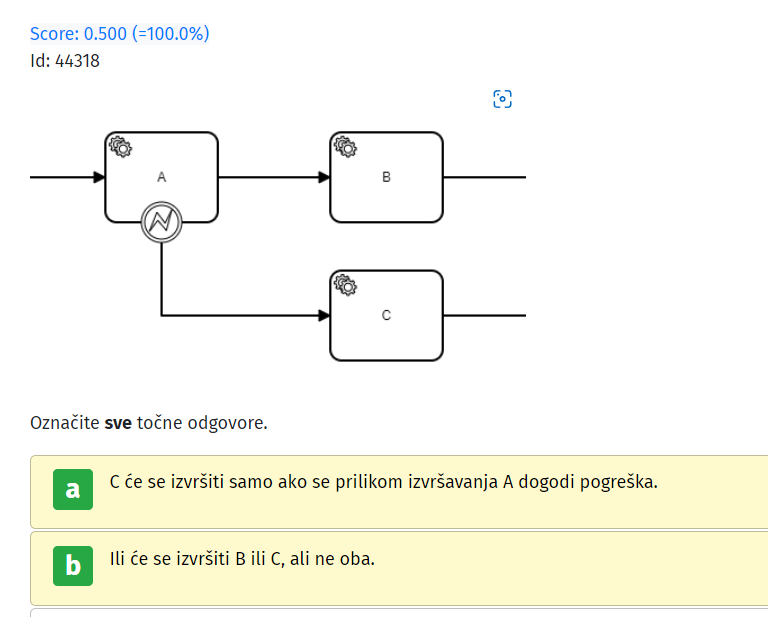 Score: 0.500 (=100.0%)
Id: 44318
A
B
C
Označite sve točne odgovore.
a
C će se izvršiti samo ako se prilikom izvršavanja A dogodi pogreška.
b
Ili će se izvršiti B ili C, ali ne oba.